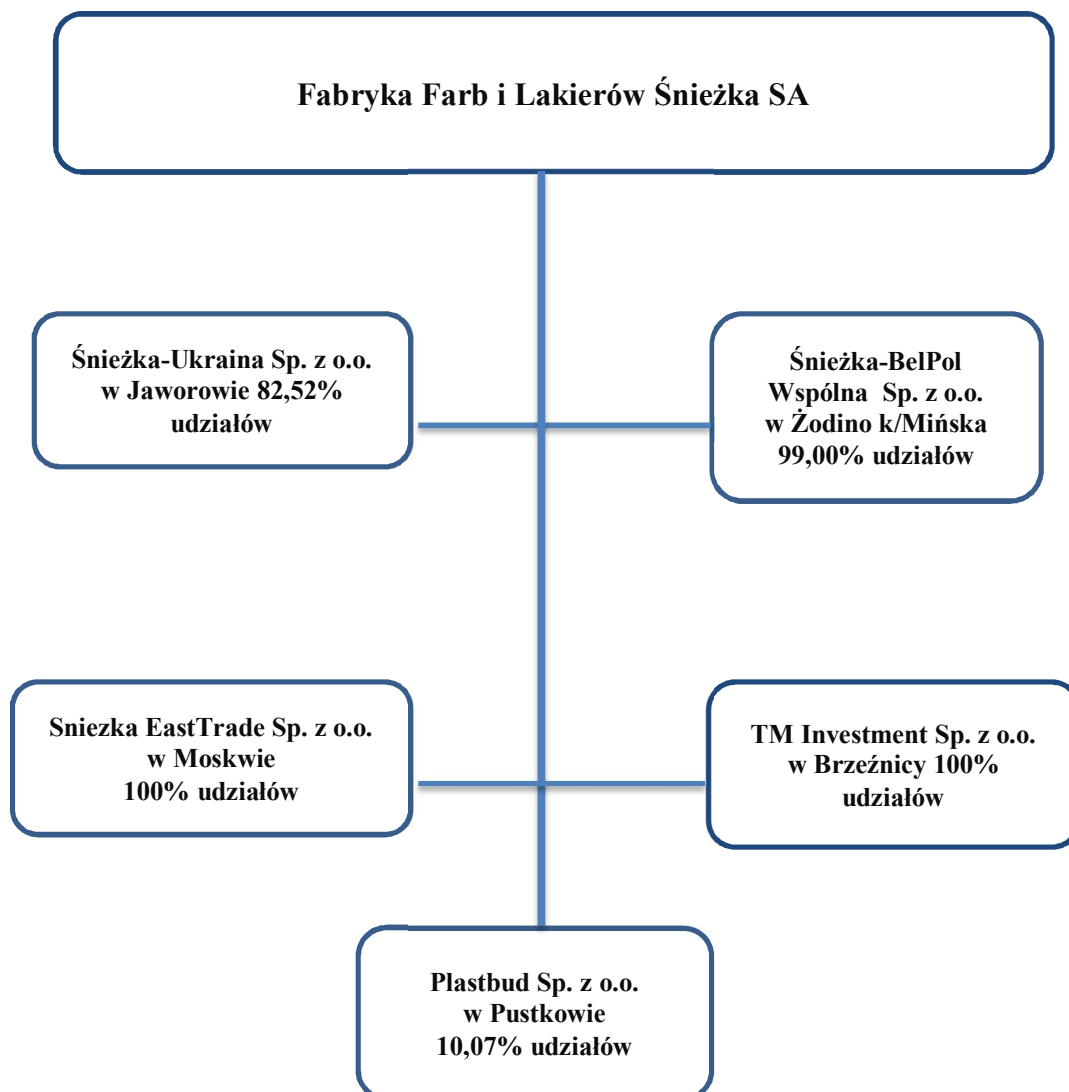 Fabryka Farb i Lakierów Śnieżka SA
Śnieżka-Ukraina Sp. z o.o.
w Jaworowie 82,52%
udziałów
Śnieżka-BelPol
Wspólna Sp. z o.o.
w Żodino k/Mińska
99,00% udziałów
Sniezka EastTrade Sp. z o.o.
w Moskwie
100% udziałów
TM Investment Sp. z o.o.
w Brzeźnicy 100%
udziałów
Plastbud Sp. z o.o.
w Pustkowie
10,07% udziałów